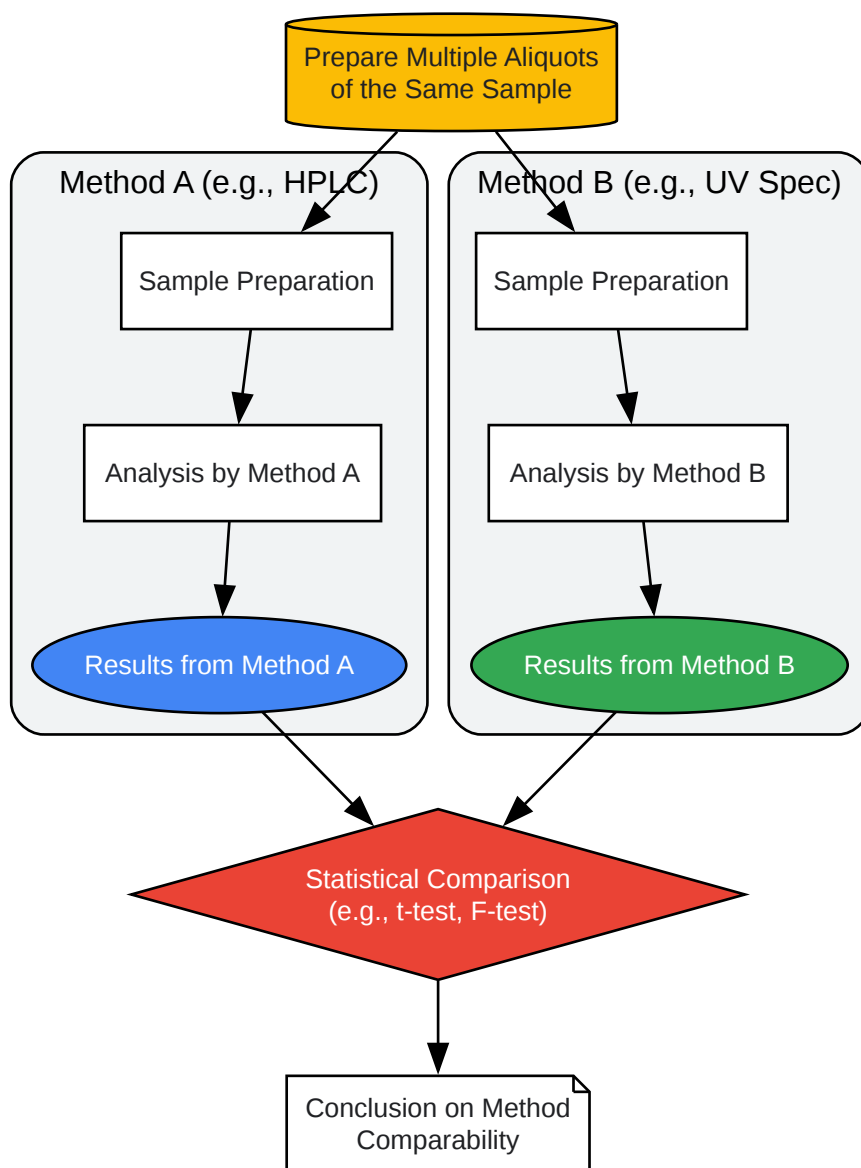 Prepare Multiple Aliquots
of the Same Sample
Method A (e.g., HPLC)
Sample Preparation
Analysis by Method A
Results from Method A
Method B (e.g., UV Spec)
Sample Preparation
Analysis by Method B
Results from Method B
Statistical Comparison
(e.g., t-test, F-test)
Conclusion on Method
Comparability